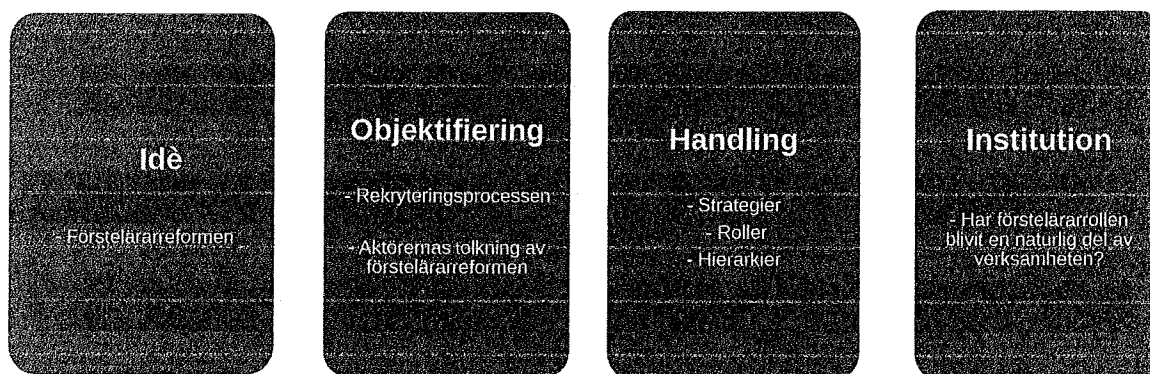 Idè
- Förstelärarreformen
Objektifiering
- Rekryteringsprocessen
- Aktörernas tolkning av
förstelärarreformen
Handling
- Strategier
- Roller
- Hierarkier
Institution
- Har förstelärarrollen
blivit en naturlig del av
verksamheten?